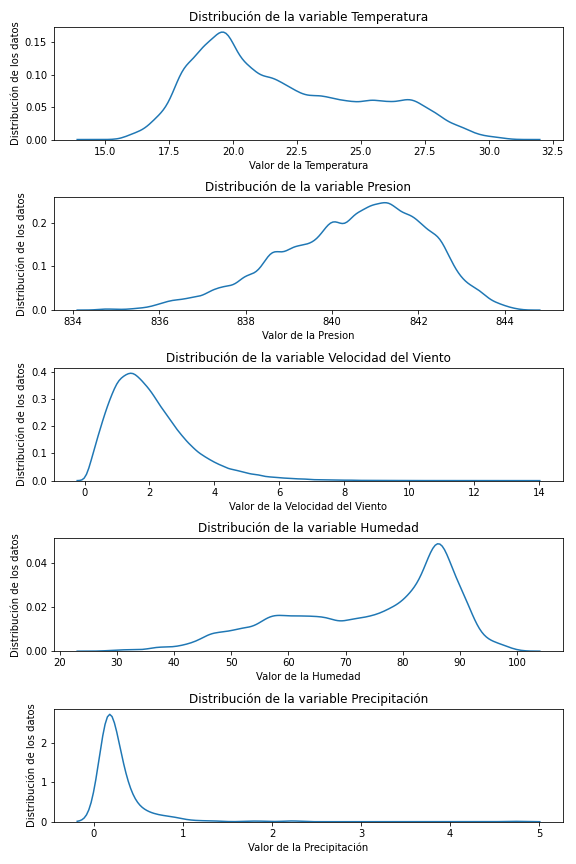 Distribución de la variable Temperatura
Distribución de los datos
0.15
0.10
0.05
0.00
15.0 17.5 20.0 22.5 25.0 27.5 30.0 32.5
Valor de la Temperatura
Distribución de la variable Presion
Distribución de los datos
0.2
0.1
0.0
834 836 838 840 842 844
Valor de la Presion
Distribución de la variable Velocidad del Viento
Distribución de los datos
0.4
0.3
0.2
0.1
0.0
0 2 4 6 8 10 12 14
Valor de la Velocidad del Viento
Distribución de la variable Humedad
Distribución de los datos
0.04
0.02
0.00
20 30 40 50 60 70 80 90 100
Valor de la Humedad
Distribución de la variable Precipitación
Distribución de los datos
2
1
0
0 1 2 3 4 5
Valor de la Precipitación